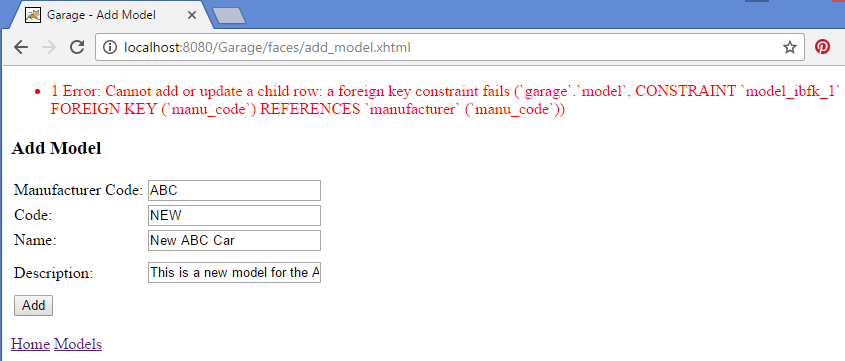 Garage - Add Model
localhost:8080/Garage/faces/add_model.xhtml
1 Error: Cannot add or update a child row: a foreign key constraint fails (`garage`.`model`, CONSTRAINT `model_ibfk_1`
FOREIGN KEY (`manu_code`) REFERENCES `manufacturer` (`manu_code`))
Add Model
Manufacturer Code: ABC
Code: NEW
Name: New ABC Car
Description: This is a new model for the A
Add
Home Models